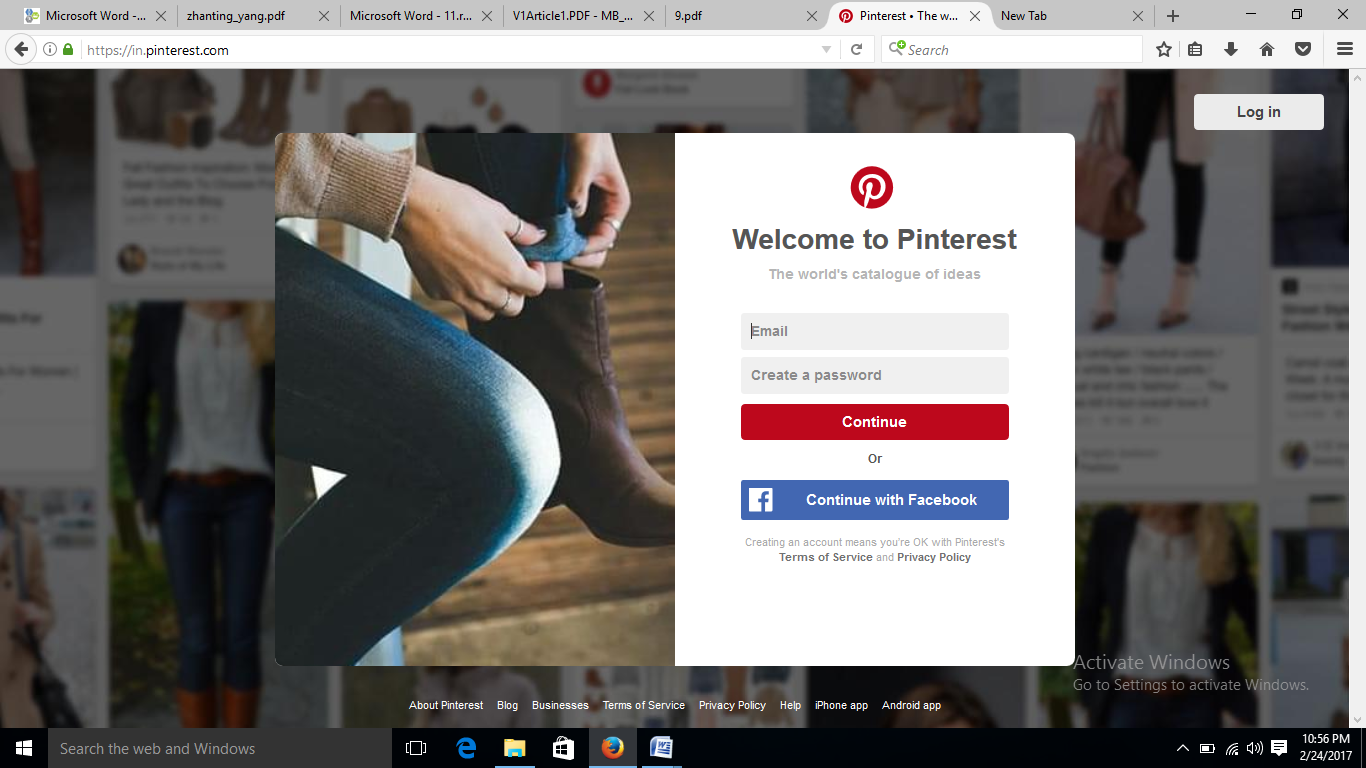 Microsoft Word -... zhanting_yang.pdf Microsoft Word - 11.r... V1Article1.PDF - MB_... 9.pdf Pinterest • The w... New Tab
https://in.pinterest.com Search
Log in
Welcome to Pinterest
The world's catalogue of ideas
Email
Create a password
Continue
Or
Continue with Facebook
Creating an account means you're OK with Pinterest's
Terms of Service and Privacy Policy
Activate Windows
Go to Settings to activate Windows.
About Pinterest Blog Businesses Terms of Service Privacy Policy Help iPhone app Android app
Search the web and Windows
10:56 PM
2/24/2017